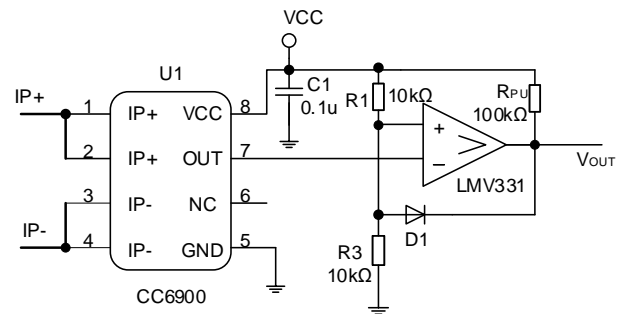 VCC
U1
C1
0.1u
R1
10kΩ
RPU
100kΩ
IP+
1
IP+
VCC
8
+
2
IP+
OUT
7
−
VOUT
LMV331
3
IP-
NC
6
IP-
4
IP-
GND
5
D1
R3
10kΩ
CC6900